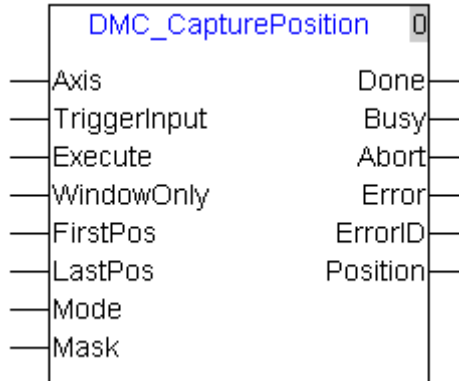 DMC_CapturePosition 0
Axis Done
TriggerInput Busy
Execute Abort
WindowOnly Error
FirstPos ErrorID
LastPos Position
Mode
Mask